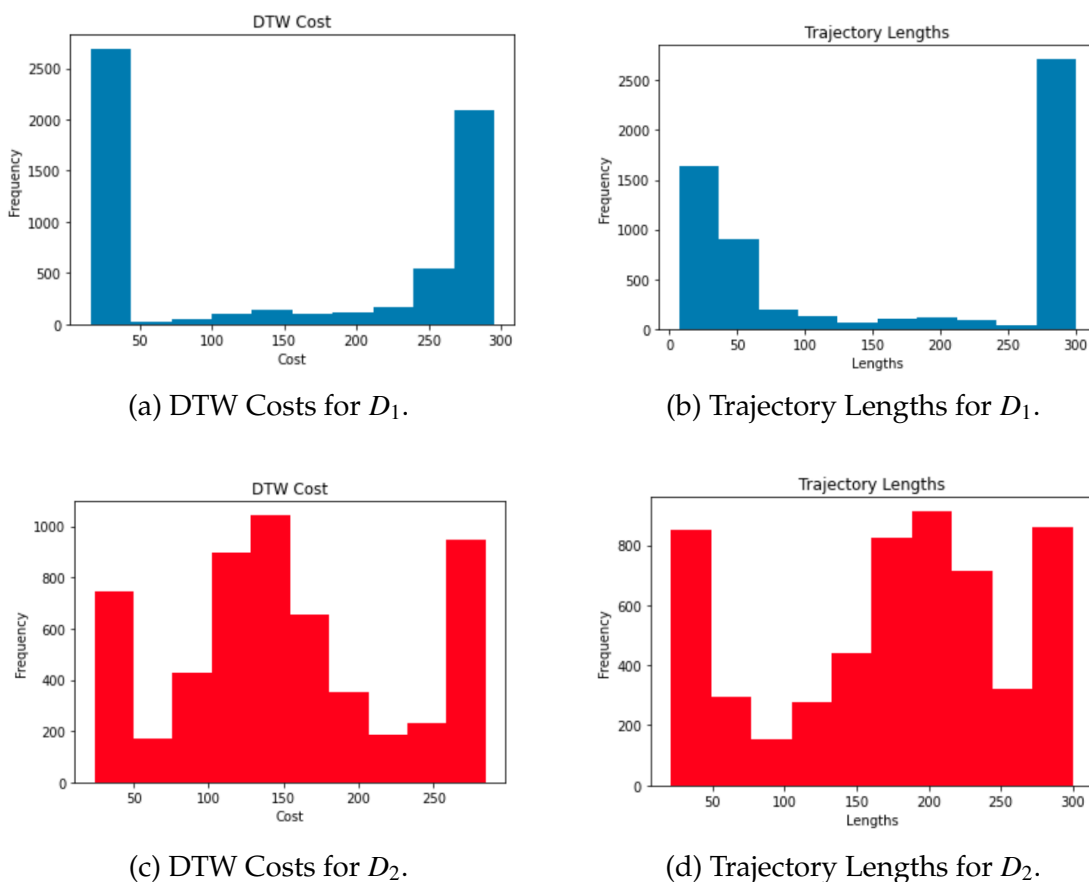 DTW Cost
Frequency
2500
2000
1500
1000
500
0
50 100 150 200 250 300
Cost
(a) DTW Costs for D₁.
Trajectory Lengths
Frequency
2500
2000
1500
1000
500
0
0 50 100 150 200 250 300
Lengths
(b) Trajectory Lengths for D₁.
DTW Cost
Frequency
1000
800
600
400
200
0
50 100 150 200 250
Cost
(c) DTW Costs for D₂.
Trajectory Lengths
Frequency
800
600
400
200
0
50 100 150 200 250 300
Lengths
(d) Trajectory Lengths for D₂.